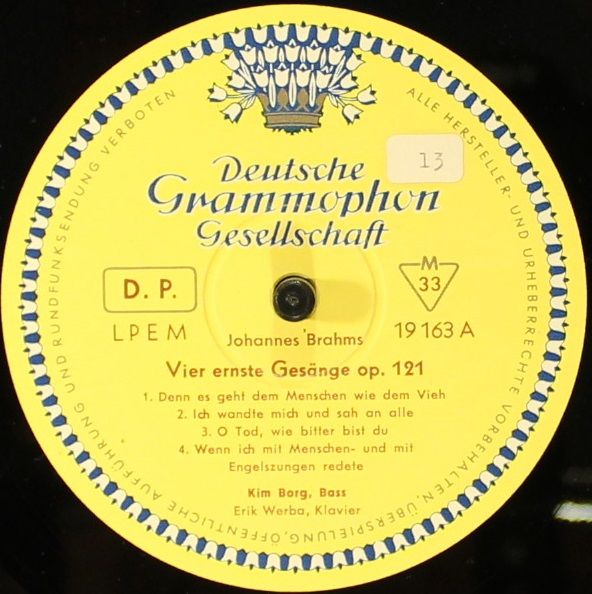 13
Deutsche
Grammophon
Gesellschaft
D. P.
LPEM
M
33
19 163 A
Johannes Brahms
Vier ernste Gesänge op. 121
1. Denn es geht dem Menschen wie dem Vieh
2. Ich wandte mich und sah an alle
3. O Tod, wie bitter bist du
4. Wenn ich mit Menschen- und mit
Engelszungen redete
Kim Borg, Bass
Erik Werba, Klavier
ALLE HERSTELLER- UND URHEBERRECHTE VORBEHALTEN, ÜBERSPIELUNG, ÖFFENTLICHE AUFFÜHRUNG UND RUNDFUNKSENDUNG VERBOTEN